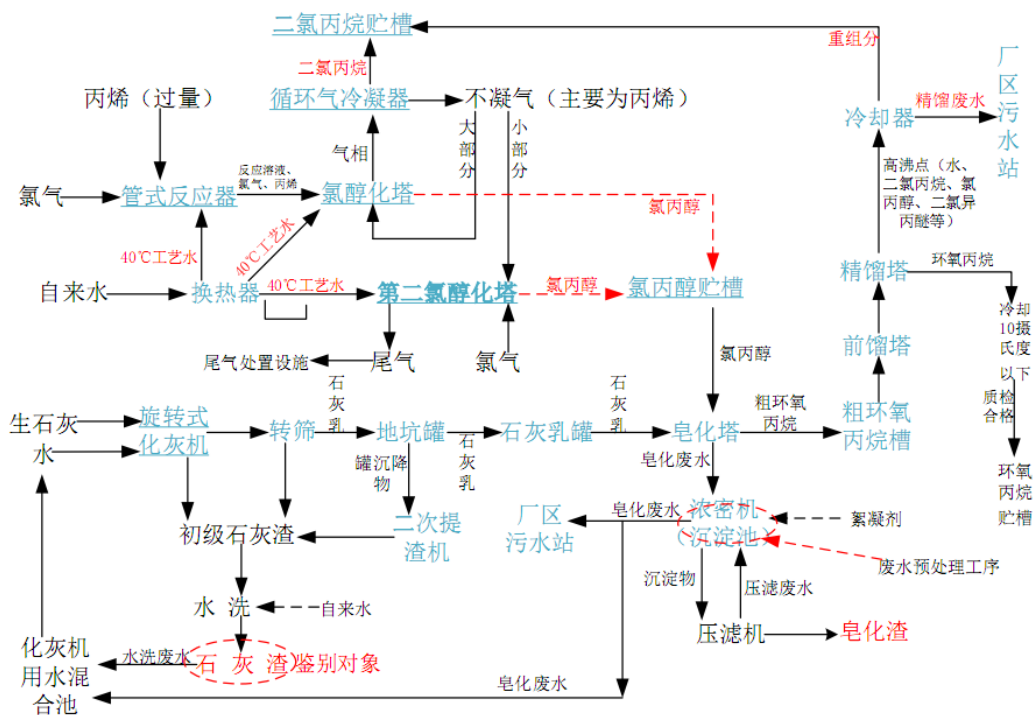 二氯丙烷贮槽
重组分
二氯丙烷
厂区污水站
丙烯（过量）
循环气冷凝器
不凝气（主要为丙烯）
冷却器
精馏废水
气相
大部分
小部分
反应溶液、
氯气、丙烯
高沸点（水、
二氯丙烷、氯
丙醇、二氯异
丙醚等）
氯气
管式反应器
氯醇化塔
氯丙醇
40℃工艺水
40℃工艺水
精馏塔
环氧丙烷
自来水
换热器
40℃工艺水
第二氯醇化塔
氯丙醇
氯丙醇贮槽
冷却
10摄
氏度
以下
前馏塔
尾气处置设施
尾气
氯气
氯丙醇
质检
合格
生石灰
水
旋转式
化灰机
转筛
石灰乳
地坑罐
石灰乳
石灰乳罐
石灰乳
皂化塔
粗环氧
丙烷
粗环氧
丙烷槽
罐沉降
物
皂化废水
环氧
丙烷
贮槽
初级石灰渣
二次提
渣机
厂区
污水站
皂化废水
浓密机
（沉淀池）
絮凝剂
废水预处理工序
沉淀物
压滤废水
水 洗
自来水
压滤机
皂化渣
化灰机
用水混
合池
水洗废水
石 灰 渣
鉴别对象
皂化废水